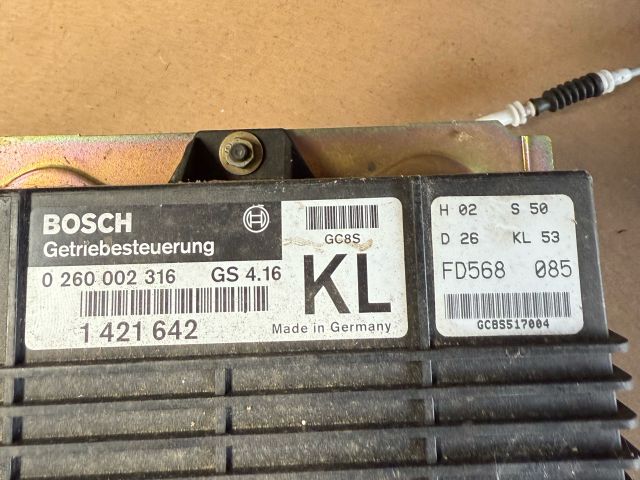 BOSCH
Getriebesteuerung
0 260 002 316 GS 4.16
1 421 642
GC8S
KL
Made in Germany
H 02 S 50
D 26 KL 53
FD568 085
GC8S517004